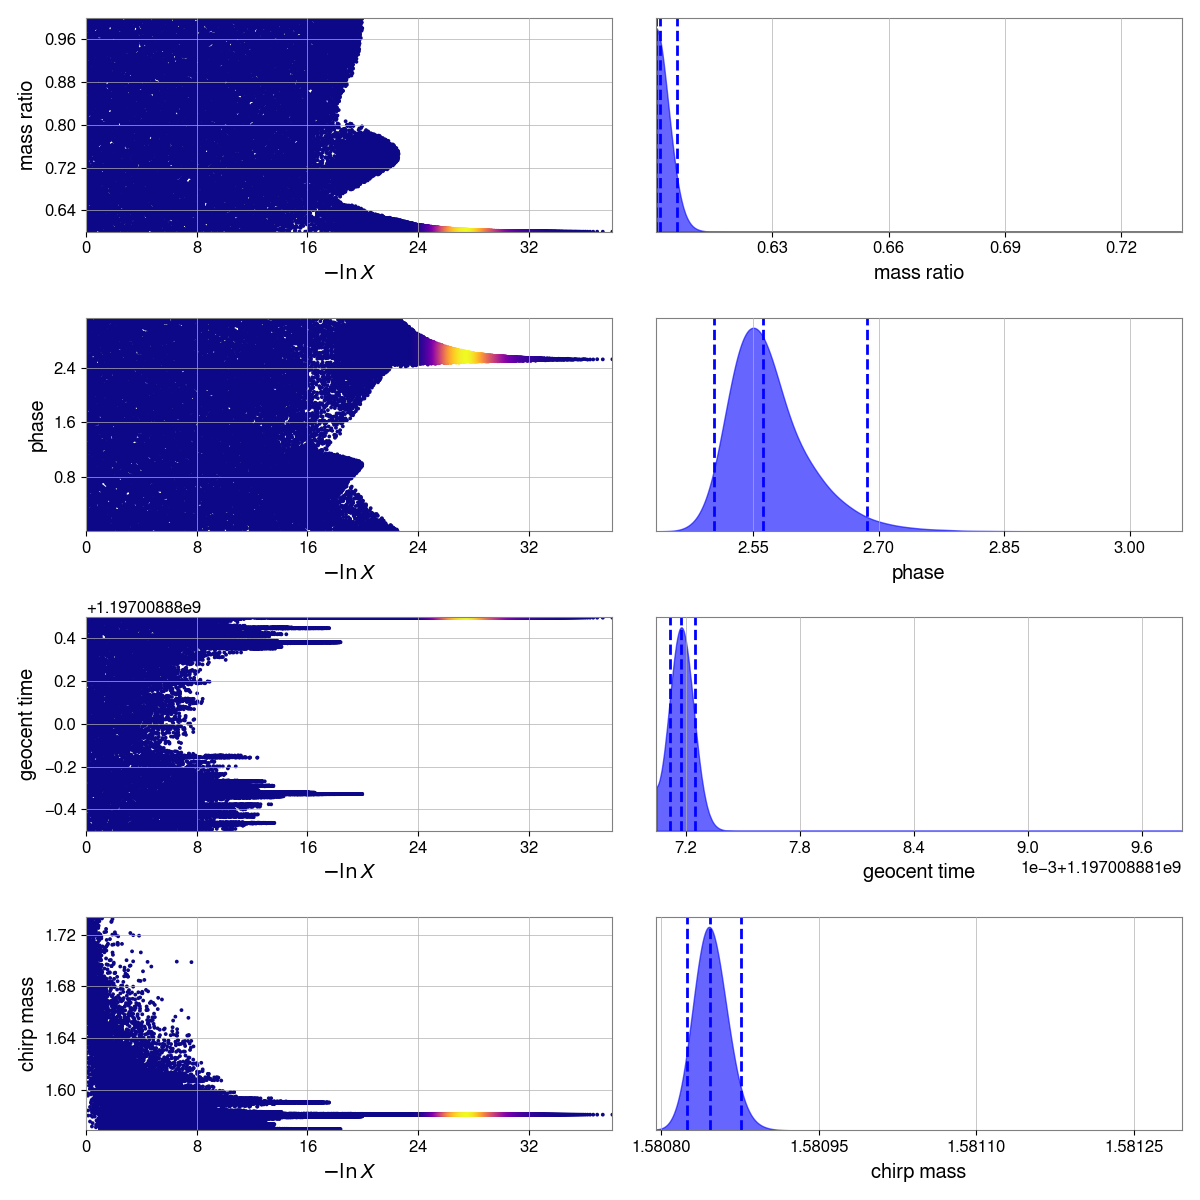 0.96
0.88
0.80
0.72
0.64
mass ratio
0 8 16 24 32
−ln X
0.63 0.66 0.69 0.72
mass ratio
2.4
1.6
0.8
phase
0 8 16 24 32
−ln X
2.55 2.70 2.85 3.00
phase
+1.19700888e9
0.4
0.2
0.0
−0.2
−0.4
geocent time
0 8 16 24 32
−ln X
7.2 7.8 8.4 9.0 9.6
1e−3+1.197008881e9
geocent time
1.72
1.68
1.64
1.60
chirp mass
0 8 16 24 32
−ln X
1.58080 1.58095 1.58110 1.58125
chirp mass